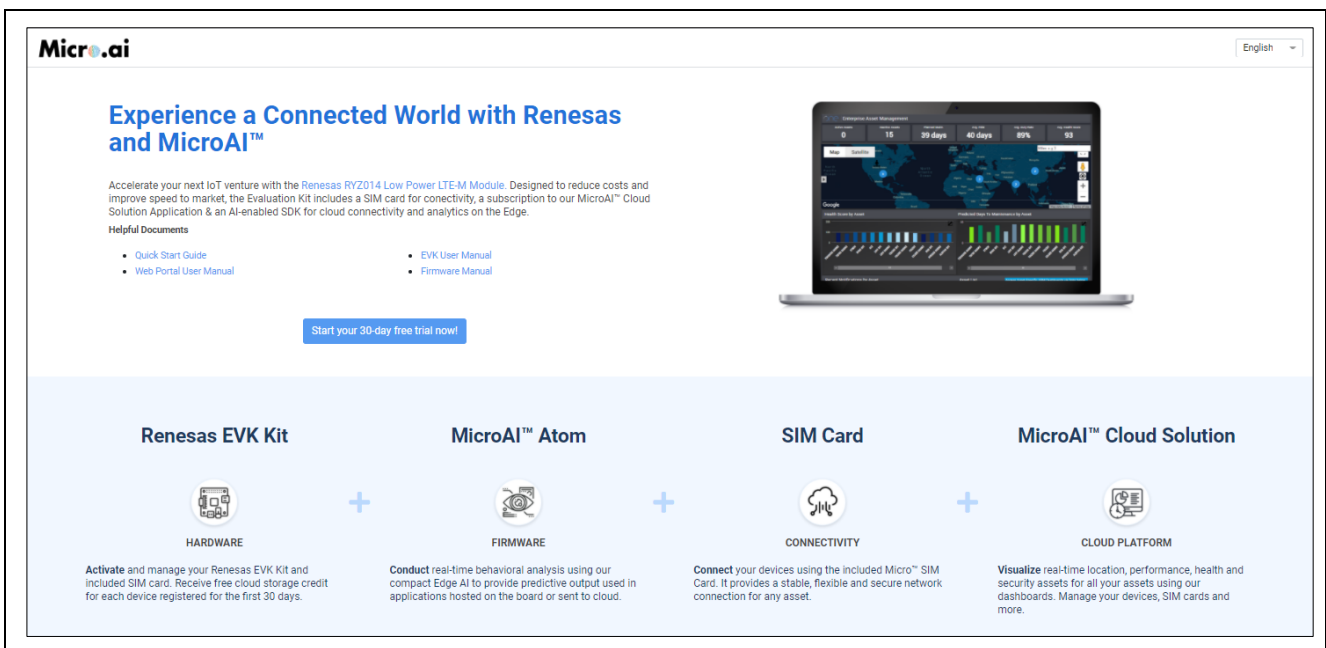 Micro.ai
English
Experience a Connected World with Renesas
and MicroAI™
Accelerate your next IoT venture with the Renesas RYZ014 Low Power LTE-M Module. Designed to reduce costs and
improve speed to market, the Evaluation Kit includes a SIM card for conectivity, a subscription to our MicroAI™ Cloud
Solution Application & an AI-enabled SDK for cloud connectivity and analytics on the Edge.
Helpful Documents
Quick Start Guide
Web Portal User Manual
EVK User Manual
Firmware Manual
Start your 30-day free trial now!
Enterprise Asset Management
0 15 39 days 40 days 89% 93
Map Satellite
Google
Health Score by Asset
Predicted Days To Maintenance by Asset
Renesas EVK Kit
MicroAI™ Atom
SIM Card
MicroAI™ Cloud Solution
HARDWARE
FIRMWARE
CONNECTIVITY
CLOUD PLATFORM
Activate and manage your Renesas EVK Kit and
included SIM card. Receive free cloud storage credit
for each device registered for the first 30 days.
Conduct real-time behavioral analysis using our
compact Edge AI to provide predictive output used in
applications hosted on the board or sent to cloud.
Connect your devices using the included Micro™ SIM
Card. It provides a stable, flexible and secure network
connection for any asset.
Visualize real-time location, performance, health and
security assets for all your assets using our
dashboards. Manage your devices, SIM cards and
more.